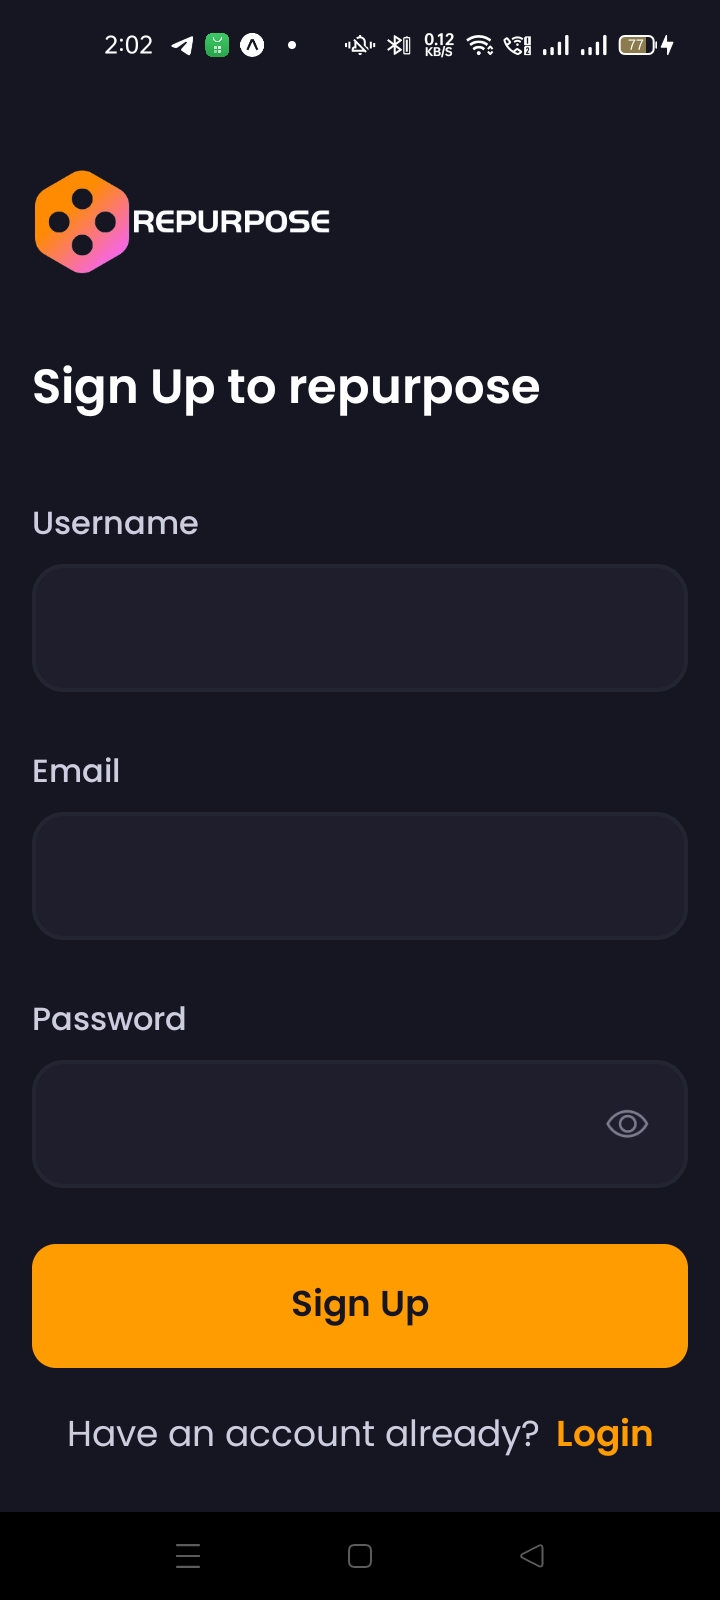 2:02
0.12
KB/S
77
REPURPOSE
Sign Up to repurpose
Username
Email
Password
Sign Up
Have an account already? Login